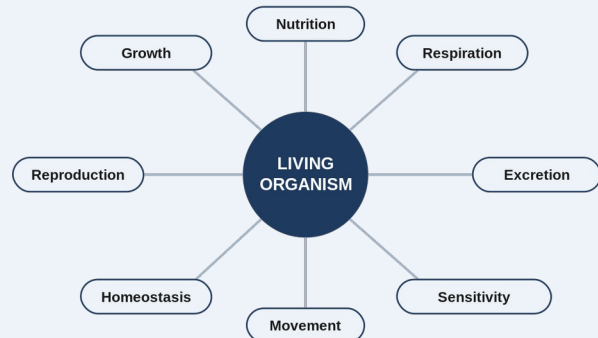 Nutrition
Growth
Respiration
LIVING
ORGANISM
Reproduction
Excretion
Homeostasis
Sensitivity
Movement